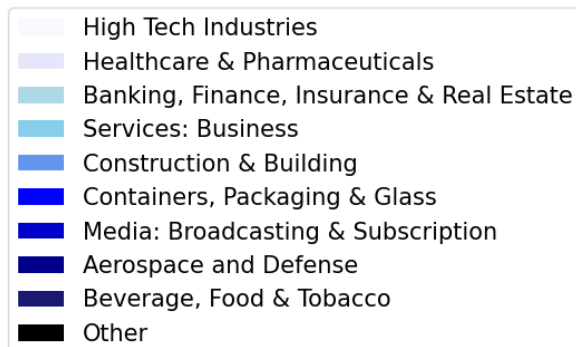 High Tech Industries
Healthcare & Pharmaceuticals
Banking, Finance, Insurance & Real Estate
Services: Business
Construction & Building
Containers, Packaging & Glass
Media: Broadcasting & Subscription
Aerospace and Defense
Beverage, Food & Tobacco
Other